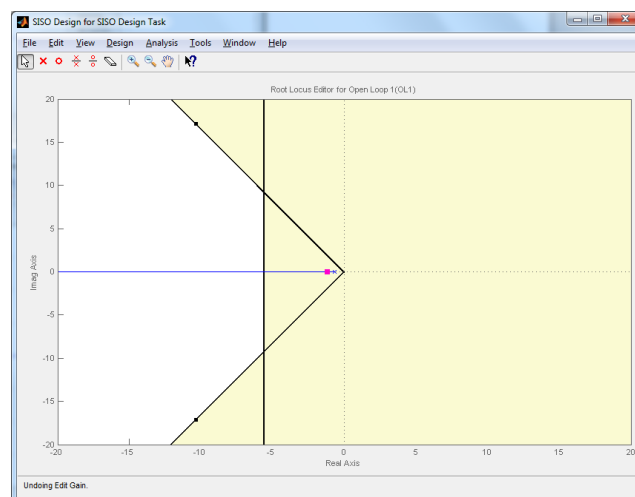 SISO Design for SISO Design Task
File Edit View Design Analysis Tools Window Help
Root Locus Editor for Open Loop 1(OL1)
20
15
10
5
0
-5
-10
-15
-20
Imag Axis
-20 -15 -10 -5 0 5 10 15 20
Real Axis
Undoing Edit Gain.